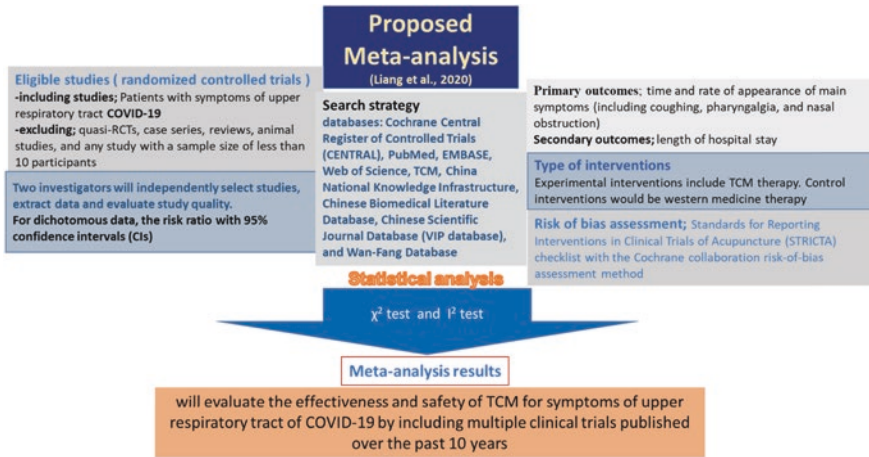 Proposed
Meta-analysis
(Liang et al., 2020)
Eligible studies ( randomized controlled trials )
-including studies; Patients with symptoms of upper
respiratory tract COVID-19
-excluding; quasi-RCTs, case series, reviews, animal
studies, and any study with a sample size of less than
10 participants
Two investigators will independently select studies,
extract data and evaluate study quality.
For dichotomous data, the risk ratio with 95%
confidence intervals (CIs)
Search strategy
databases: Cochrane Central
Register of Controlled Trials
(CENTRAL), PubMed, EMBASE,
Web of Science, TCM, China
National Knowledge Infrastructure,
Chinese Biomedical Literature
Database, Chinese Scientific
Journal Database (VIP database),
and Wan-Fang Database
Primary outcomes; time and rate of appearance of main
symptoms (including coughing, pharyngalgia, and nasal
obstruction)
Secondary outcomes; length of hospital stay
Type of interventions
Experimental interventions include TCM therapy. Control
interventions would be western medicine therapy
Risk of bias assessment; Standards for Reporting
Interventions in Clinical Trials of Acupuncture (STRICTA)
checklist with the Cochrane collaboration risk-of-bias
assessment method
Statistical analysis
χ² test and I² test
Meta-analysis results
will evaluate the effectiveness and safety of TCM for symptoms of upper
respiratory tract of COVID-19 by including multiple clinical trials published
over the past 10 years